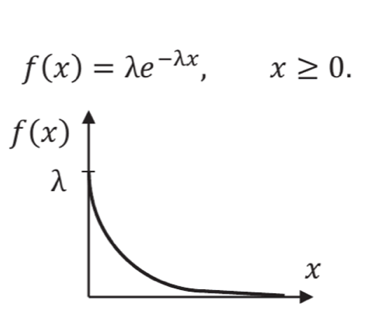 f(x) = λe^{-λx}, x ≥ 0.
f(x)
λ
x